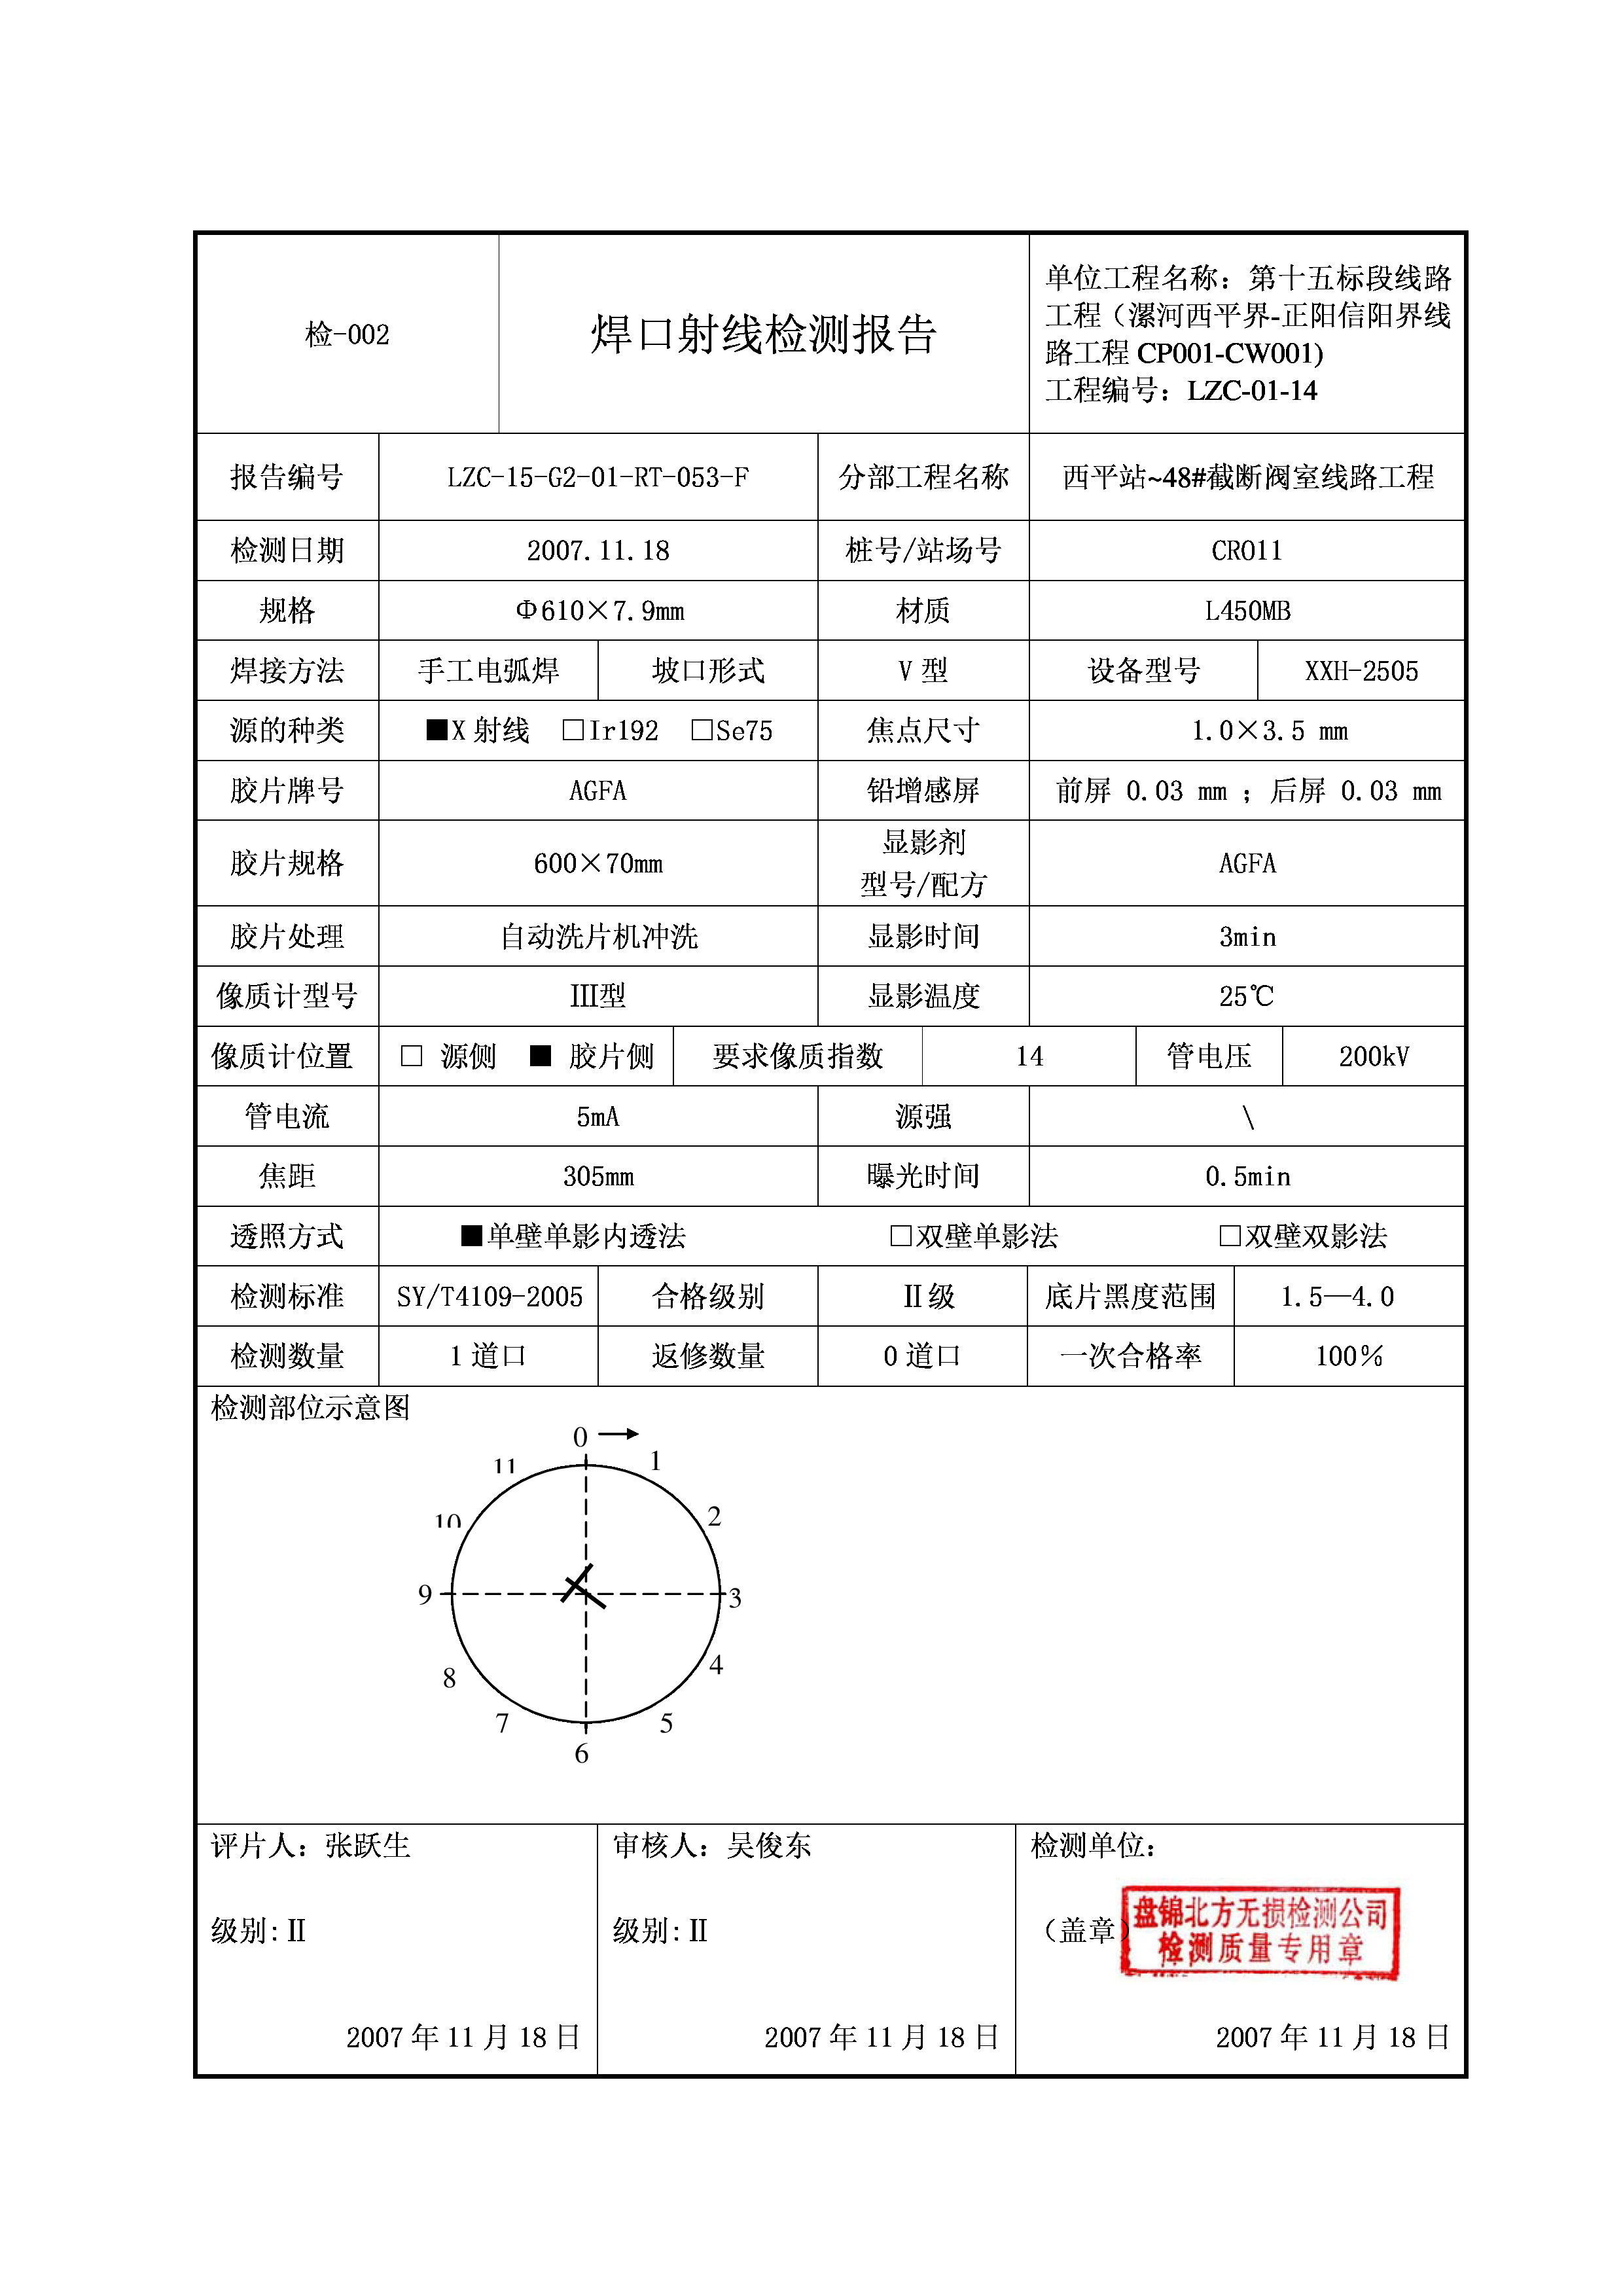 检-002
焊口射线检测报告
单位工程名称：第十五标段线路
工程（漯河西平界-正阳信阳界线
路工程 CP001-CW001)
工程编号：LZC-01-14
报告编号 LZC-15-G2-01-RT-053-F 分部工程名称 西平站~48#截断阀室线路工程
检测日期 2007.11.18 桩号/站场号 CR011
规格 Φ610×7.9mm 材质 L450MB
焊接方法 手工电弧焊 坡口形式 V 型 设备型号 XXH-2505
源的种类 ■X 射线 □Ir192 □Se75 焦点尺寸 1.0×3.5 mm
胶片牌号 AGFA 铅增感屏 前屏 0.03 mm ；后屏 0.03 mm
胶片规格 600×70mm 显影剂
型号/配方 AGFA
胶片处理 自动洗片机冲洗 显影时间 3min
像质计型号 III型 显影温度 25℃
像质计位置 □ 源侧 ■ 胶片侧 要求像质指数 14 管电压 200kV
管电流 5mA 源强 \
焦距 305mm 曝光时间 0.5min
透照方式 ■单壁单影内透法 □双壁单影法 □双壁双影法
检测标准 SY/T4109-2005 合格级别 II级 底片黑度范围 1.5—4.0
检测数量 1 道口 返修数量 0 道口 一次合格率 100%
检测部位示意图
0
1
2
3
4
5
6
7
8
9
10
11
评片人：张跃生
级别: II
2007 年 11 月 18 日
审核人：吴俊东
级别: II
2007 年 11 月 18 日
检测单位：
（盖章）
盘锦北方无损检测公司
检测质量专用章
2007 年 11 月 18 日